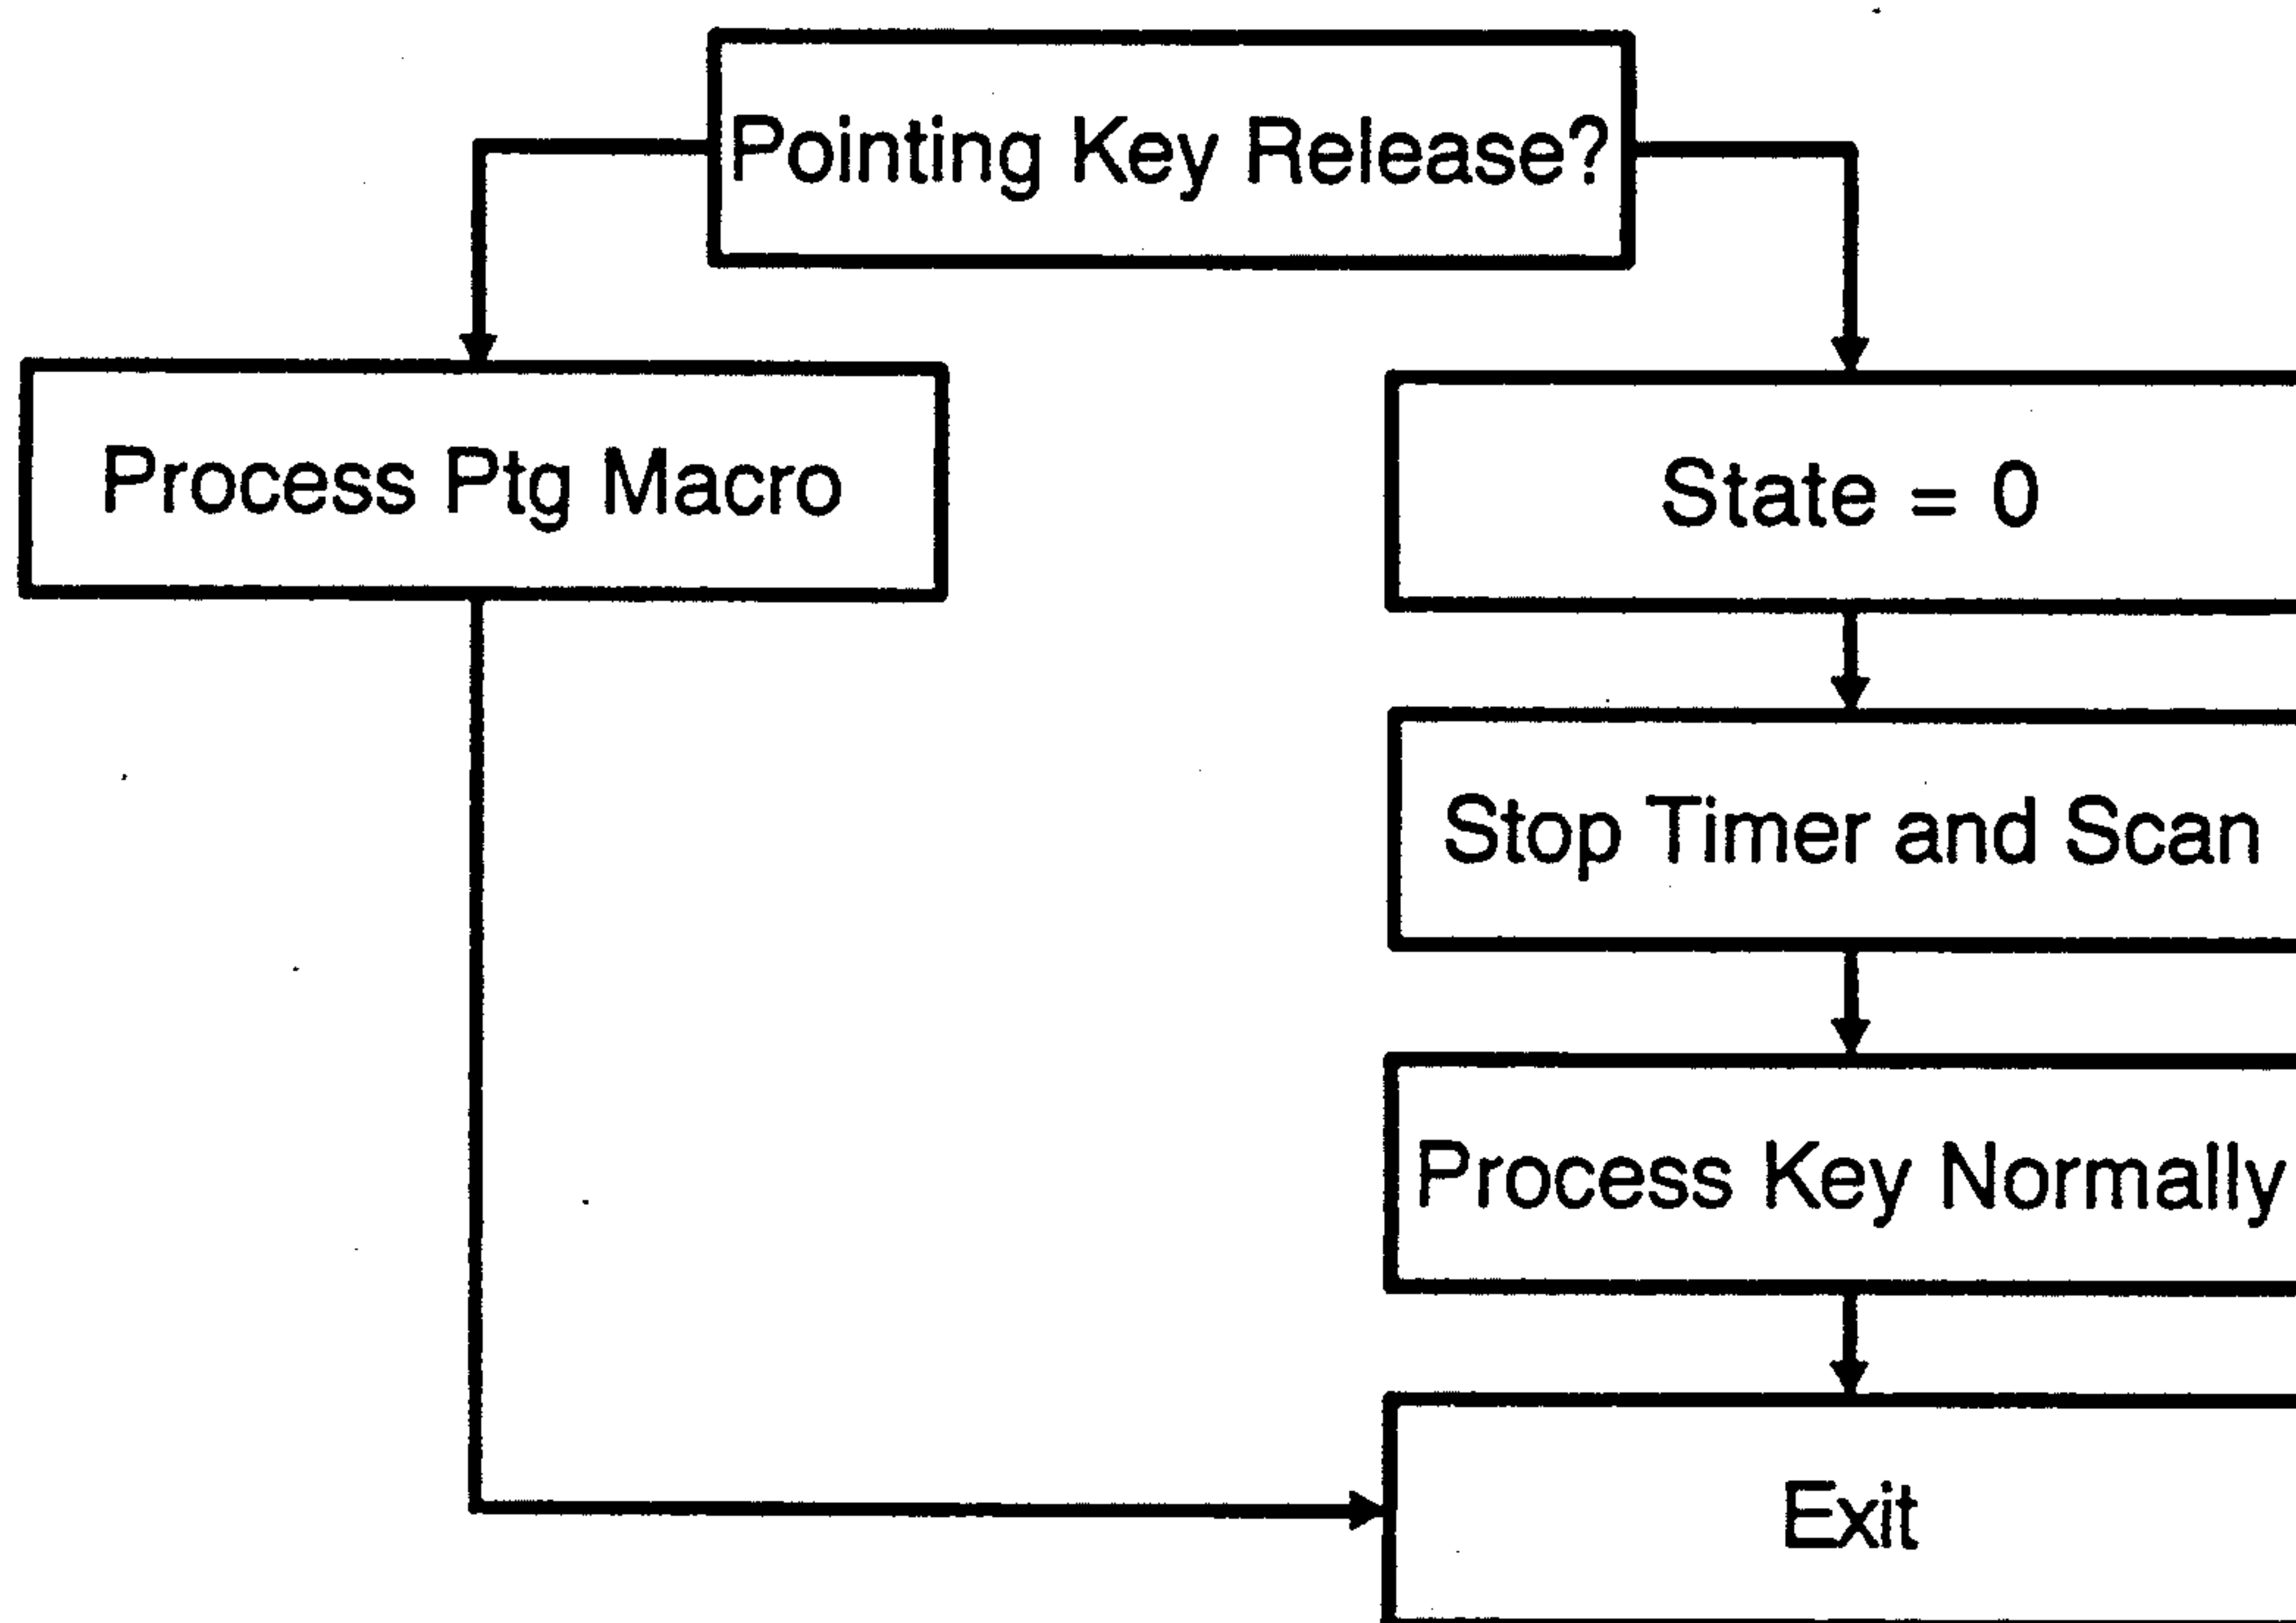 Pointing Key Release?
Process Ptg Macro
State = 0
Stop Timer and Scan
Process Key Normally
Exit